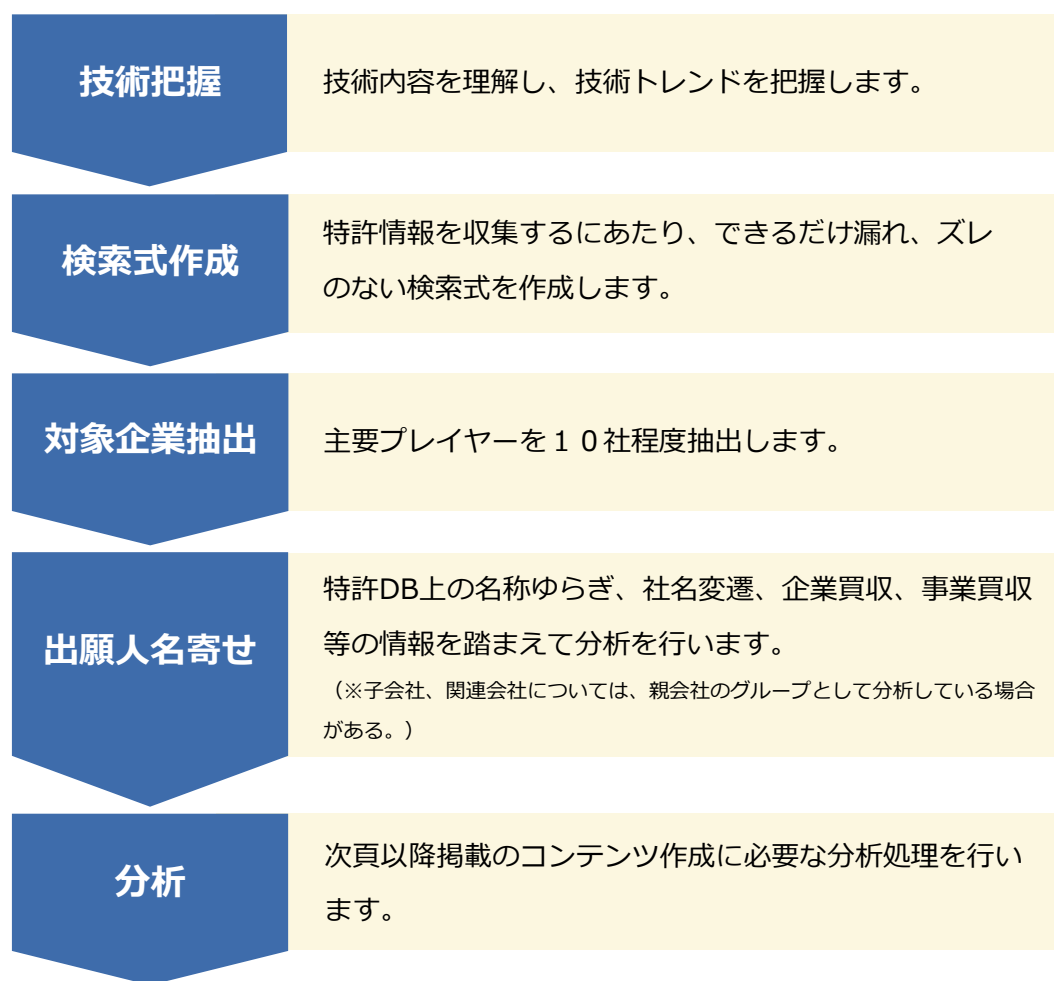 技術把握
技術内容を理解し、技術トレンドを把握します。
検索式作成
特許情報を収集するにあたり、できるだけ漏れ、ズレ
のない検索式を作成します。
対象企業抽出
主要プレイヤーを１０社程度抽出します。
出願人名寄せ
特許DB上の名称ゆらぎ、社名変遷、企業買収、事業買収
等の情報を踏まえて分析を行います。
（※子会社、関連会社については、親会社のグループとして分析している場合
がある。）
分析
次頁以降掲載のコンテンツ作成に必要な分析処理を行い
ます。